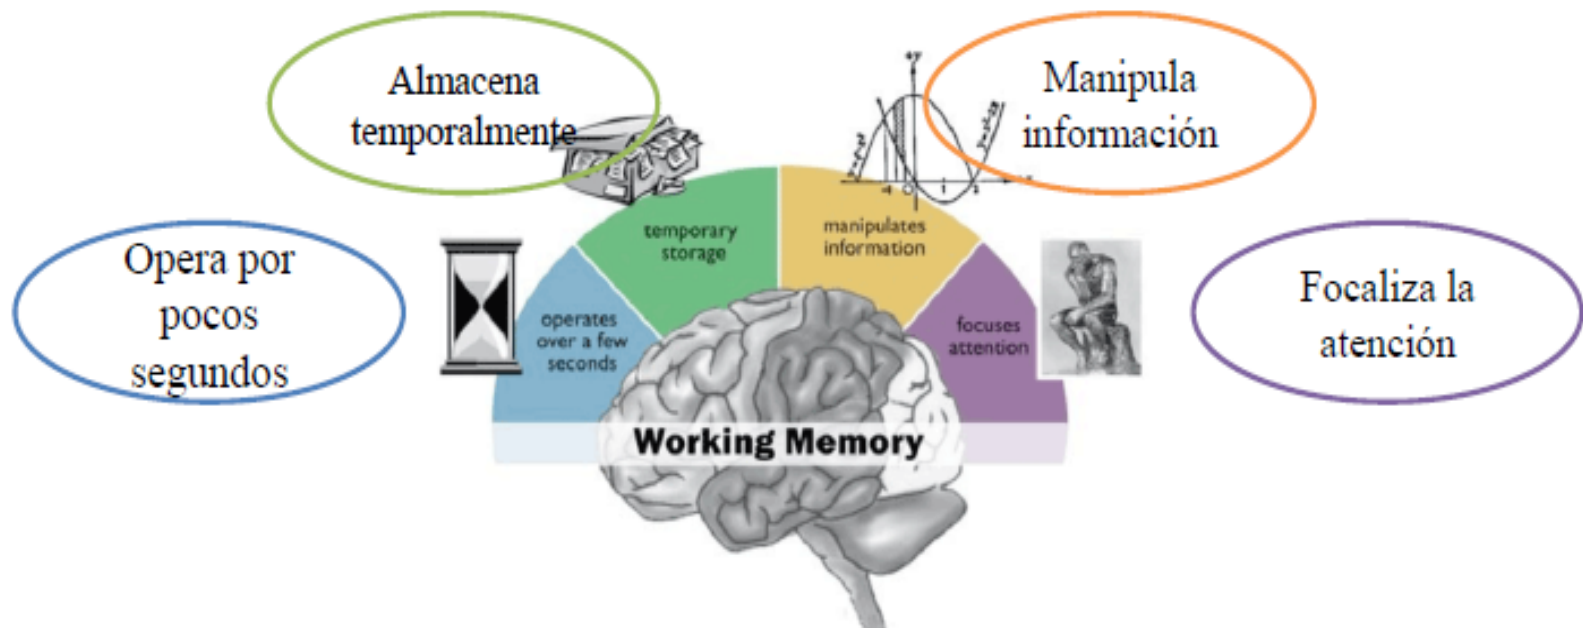 Almacena
temporalmente
Manipula
información
Opera por
pocos
segundos
Focaliza la
atención
temporary
storage
manipulates
information
operates
over a few
seconds
focuses
attention
Working Memory